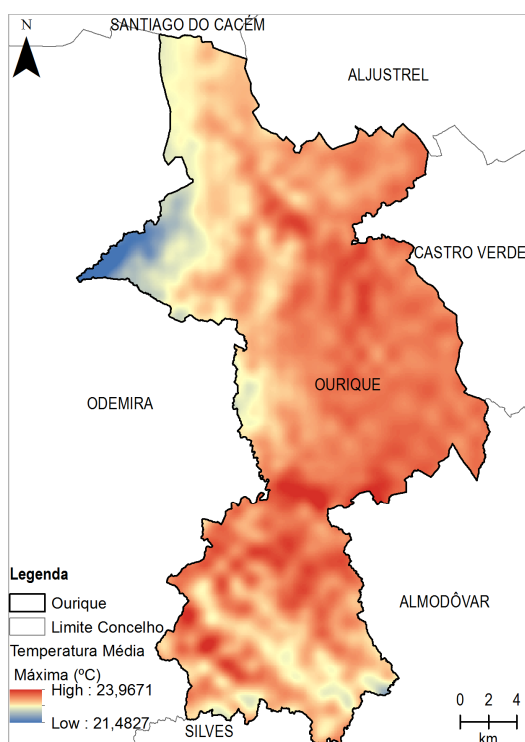 SANTIAGO DO CACÉM
N
ALJUSTREL
CASTRO VERDE
OURIQUE
ODEMIRA
ALMODÔVAR
SILVES
Legenda
Ourique
Limite Concelho
Temperatura Média
Máxima (ºC)
High : 23,9671
Low : 21,4827
0 2 4
km